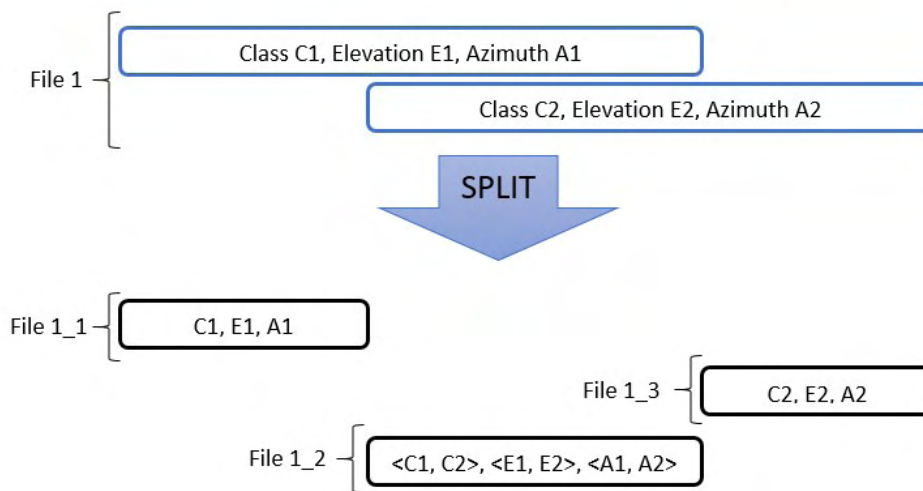 Class C1, Elevation E1, Azimuth A1
File 1
Class C2, Elevation E2, Azimuth A2
SPLIT
File 1_1
C1, E1, A1
File 1_3
C2, E2, A2
File 1_2
<C1, C2>, <E1, E2>, <A1, A2>